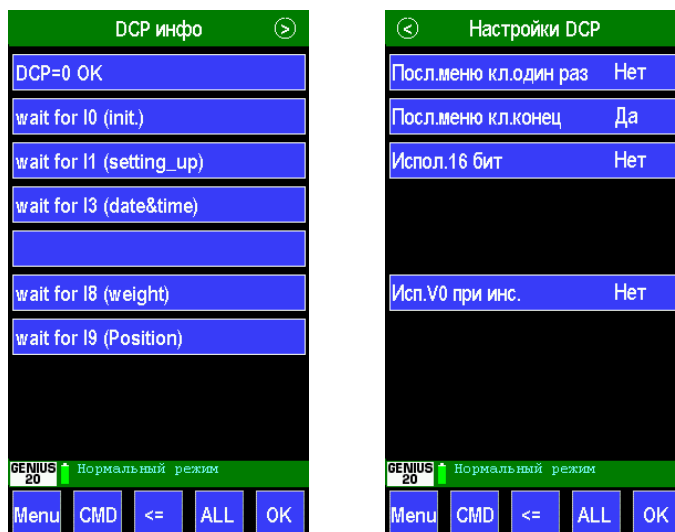 DCP инфо
DCP=0 OK
wait for I0 (init.)
wait for I1 (setting_up)
wait for I3 (date&time)
wait for I8 (weight)
wait for I9 (Position)
GENIUS 20
Нормальный режим
Menu CMD <= ALL OK
Настройки DCP
Посл.меню кл.один раз Нет
Посл.меню кл.конец Да
Испол.16 бит Нет
Исп.V0 при инс. Нет
GENIUS 20
Нормальный режим
Menu CMD <= ALL OK